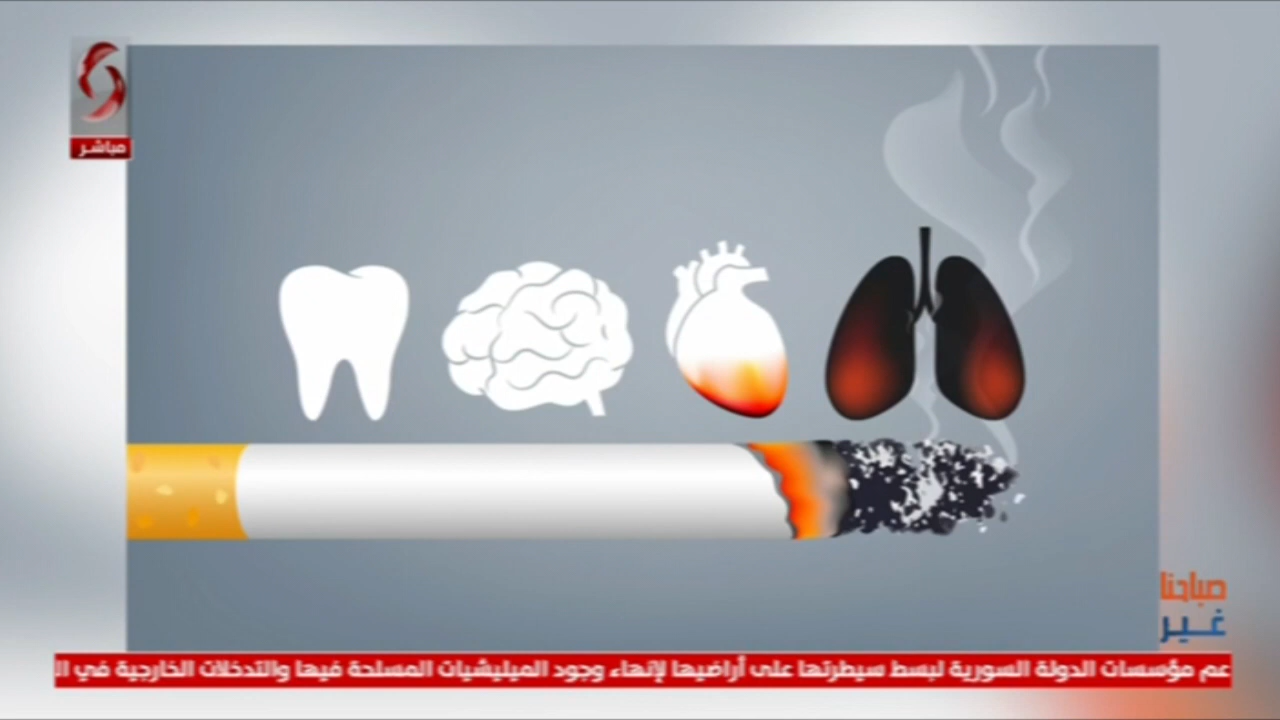 مباشر
صباحنا
غير
عم مؤسسات الدولة السورية لبسط سيطرتها على أراضيها لإنهاء وجود الميليشيات المسلحة فيها والتدخلات الخارجية في ال